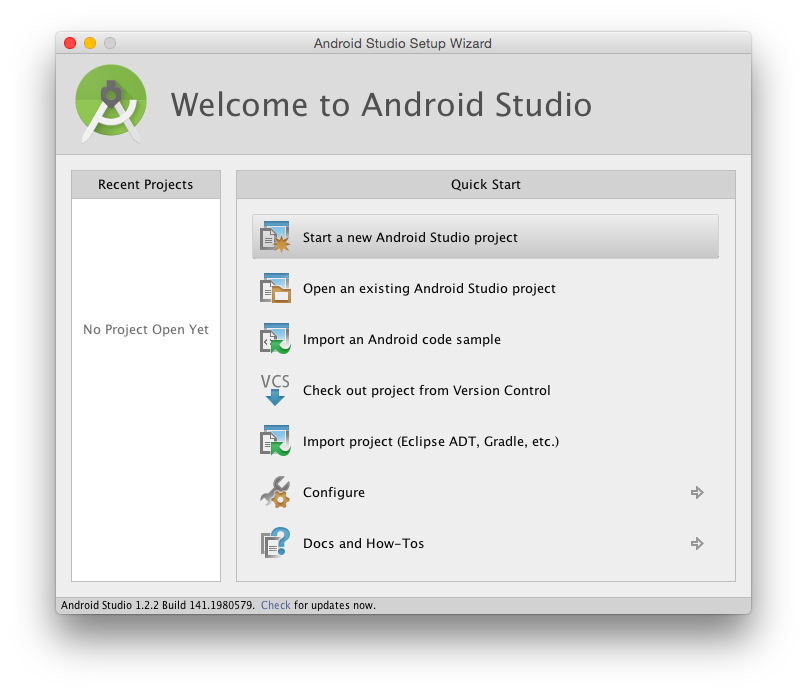 Android Studio Setup Wizard
Welcome to Android Studio
Recent Projects
No Project Open Yet
Quick Start
Start a new Android Studio project
Open an existing Android Studio project
Import an Android code sample
VCS
Check out project from Version Control
Import project (Eclipse ADT, Gradle, etc.)
Configure
Docs and How-Tos
Android Studio 1.2.2 Build 141.1980579. Check for updates now.